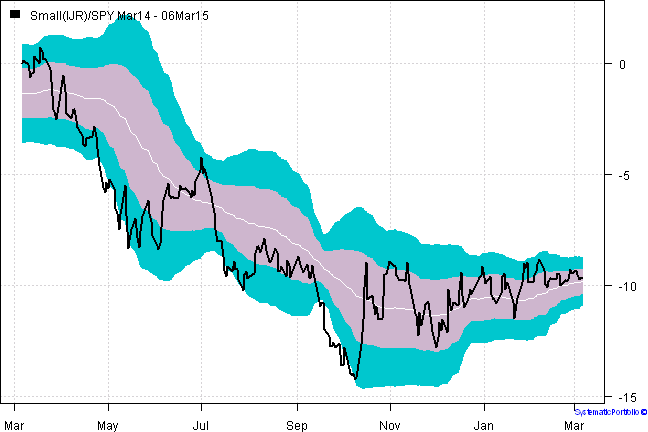 Small(IJR)/SPY Mar14 - 06Mar15
0
-5
-10
-15
Mar May Jul Sep Nov Jan Mar
SystematicPortfolio ©